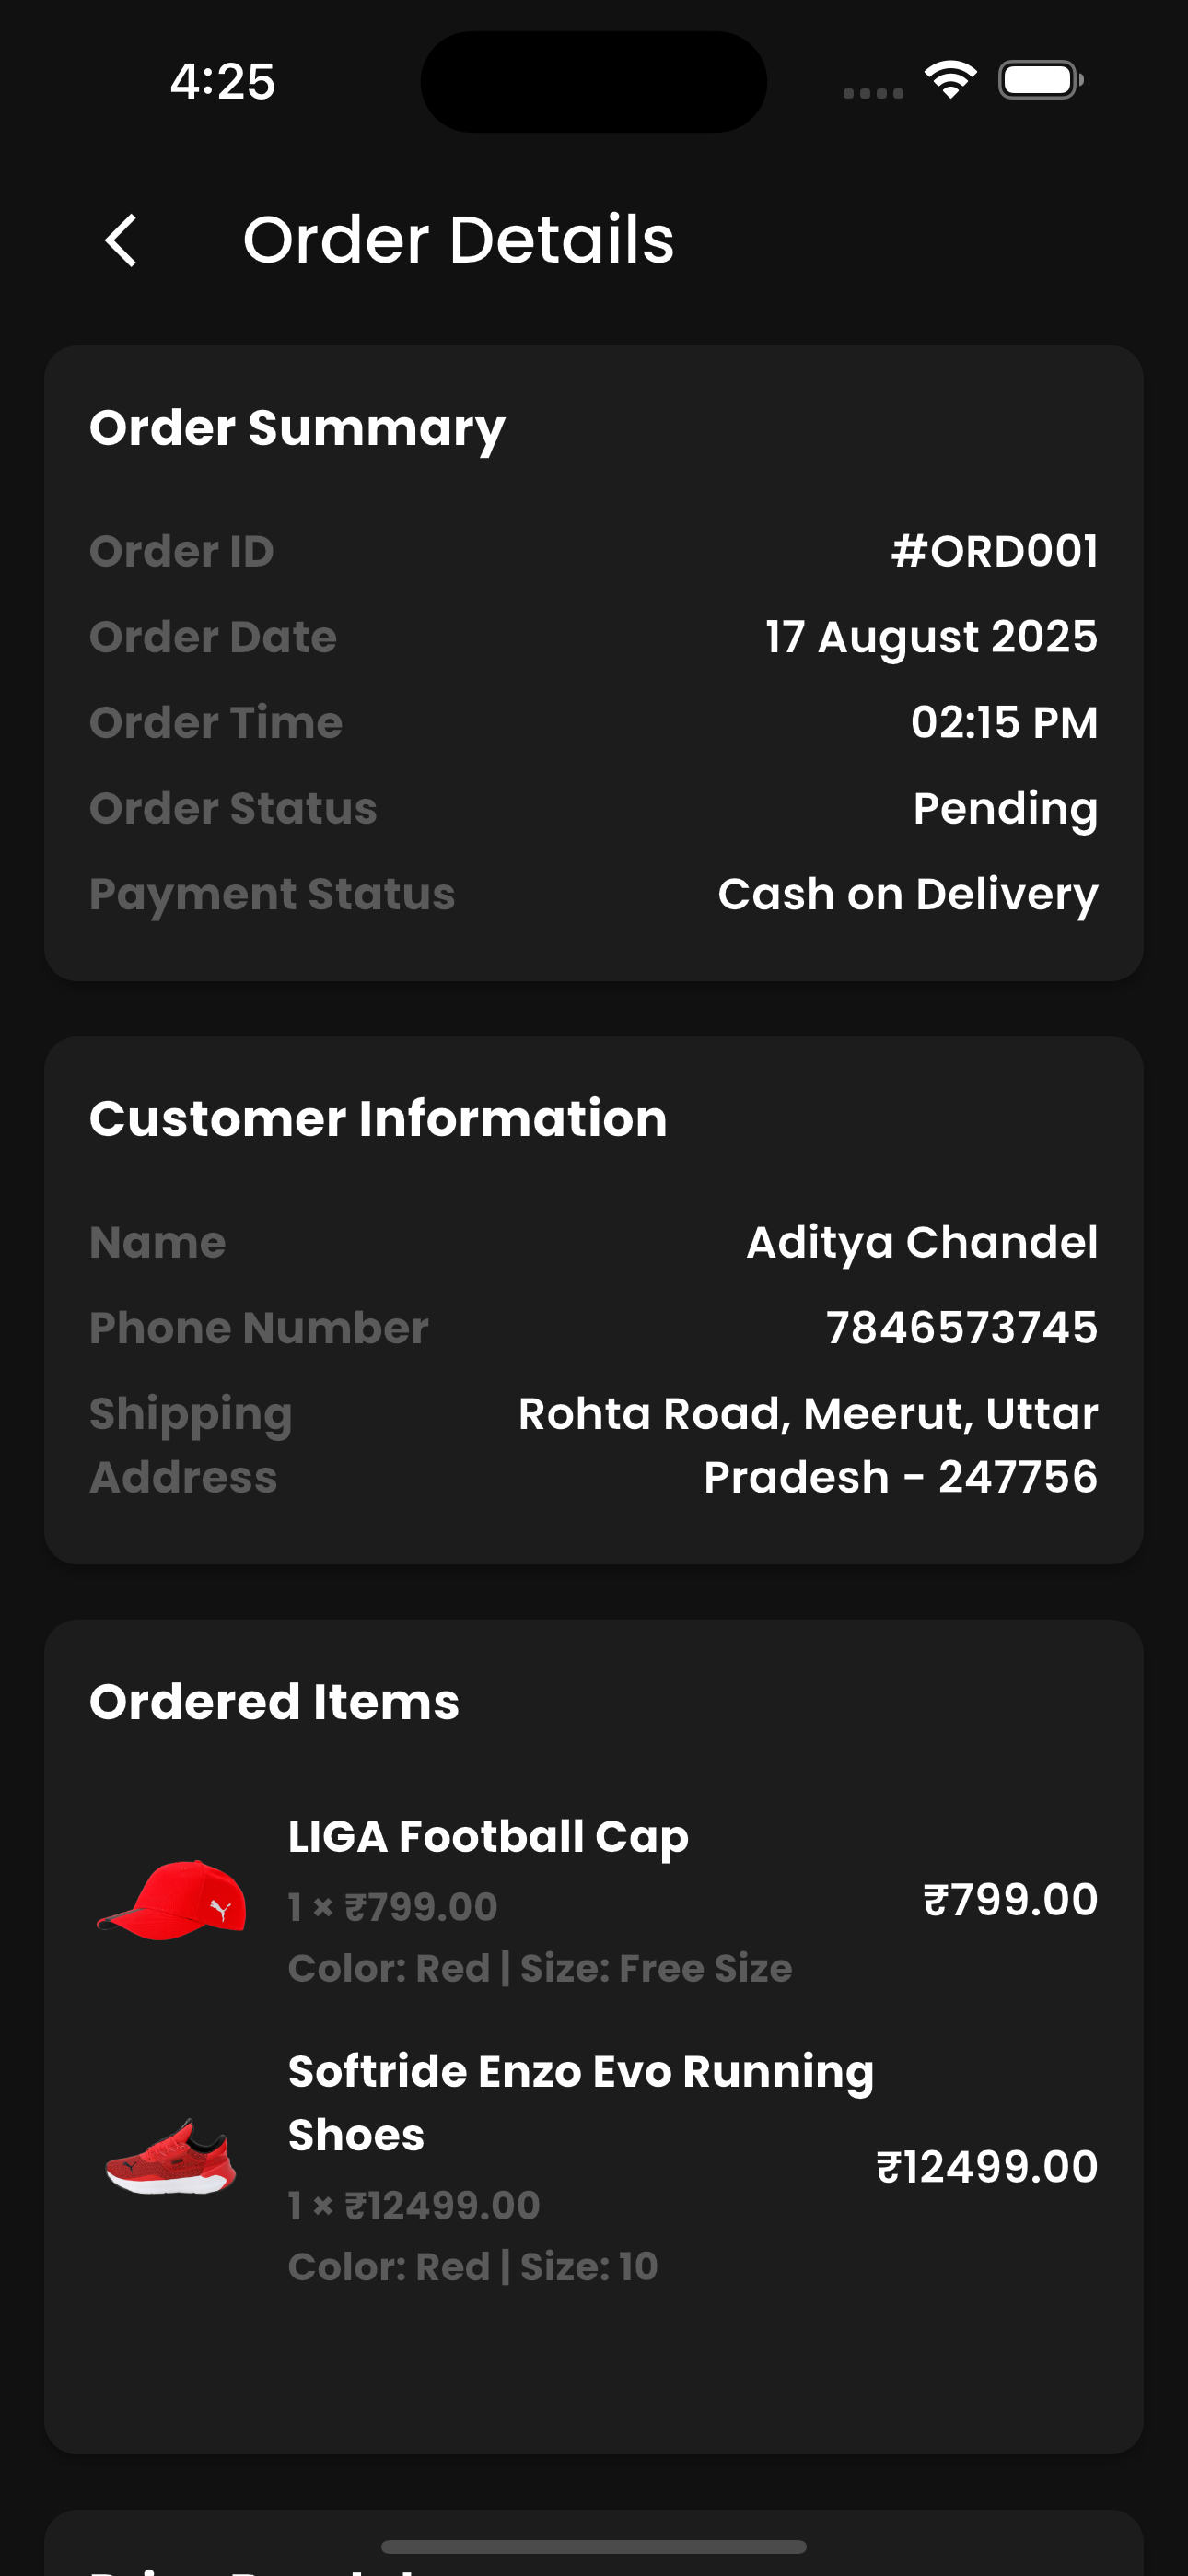 4:25
Order Details
Order Summary
Order ID #ORD001
Order Date 17 August 2025
Order Time 02:15 PM
Order Status Pending
Payment Status Cash on Delivery
Customer Information
Name Aditya Chandel
Phone Number 7846573745
Shipping Rohta Road, Meerut, Uttar
Address Pradesh - 247756
Ordered Items
LIGA Football Cap
1 × ₹799.00 ₹799.00
Color: Red | Size: Free Size
Softride Enzo Evo Running
Shoes
₹12499.00
1 × ₹12499.00
Color: Red | Size: 10